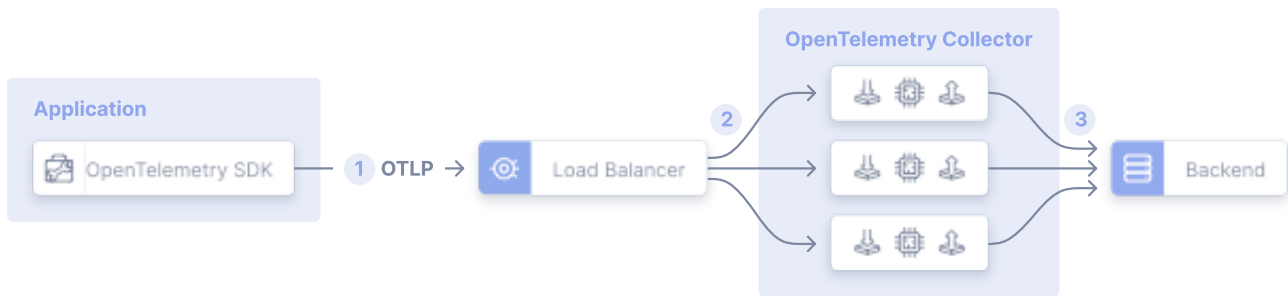 Application
OpenTelemetry SDK
1 OTLP
Load Balancer
2
OpenTelemetry Collector
3
Backend